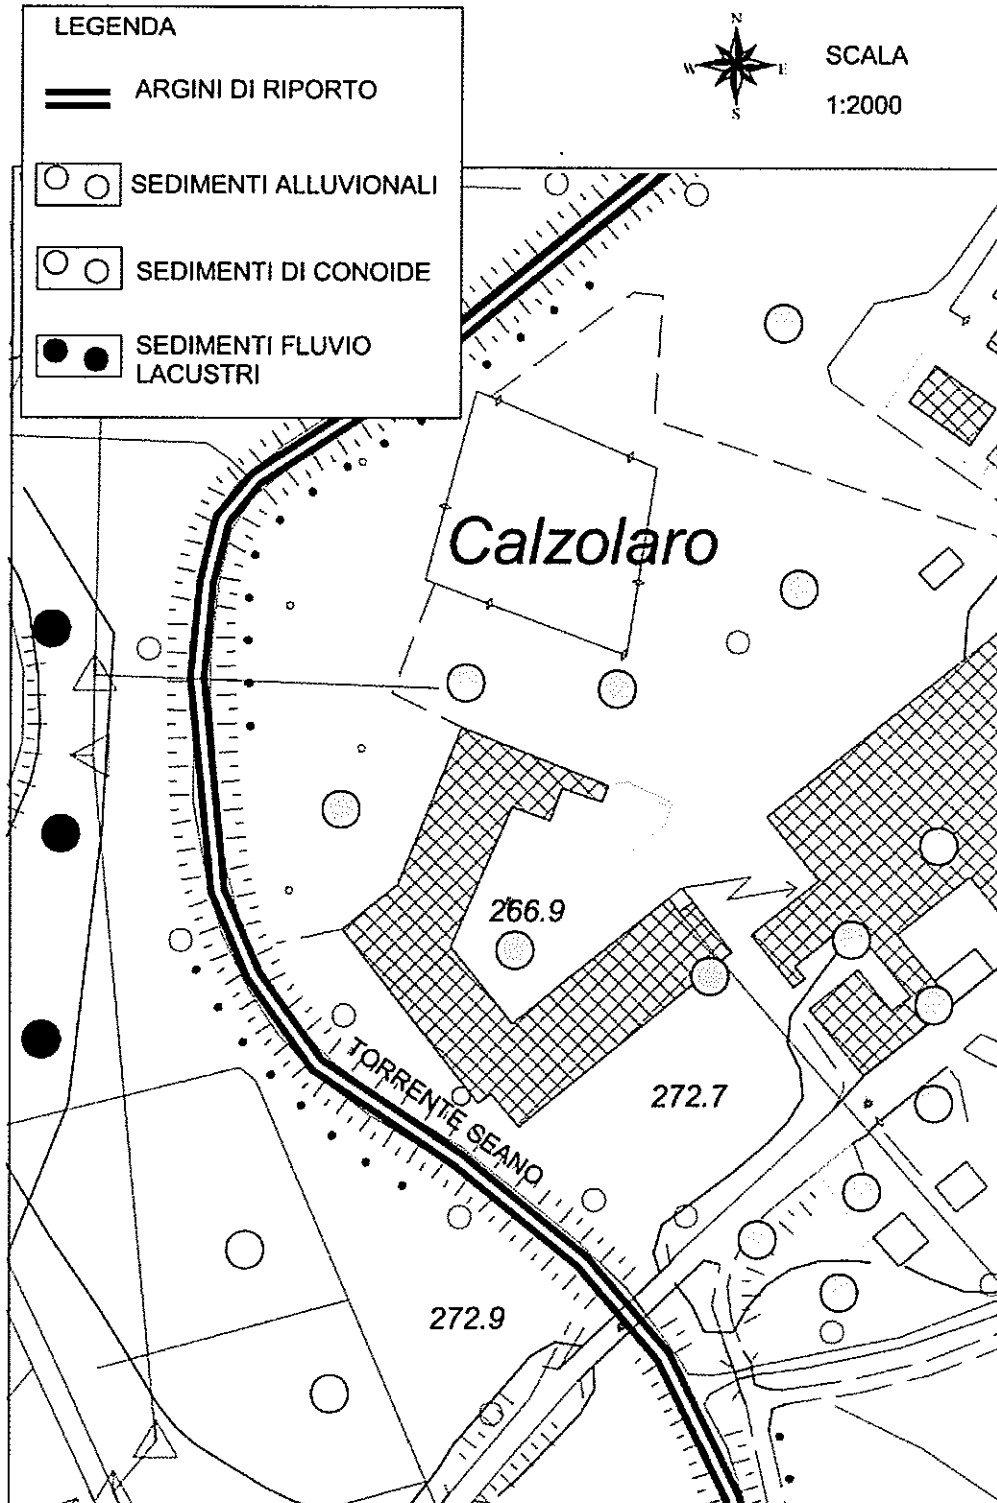 LEGENDA
ARGINI DI RIPORTO
SEDIMENTI ALLUVIONALI
SEDIMENTI DI CONOIDE
SEDIMENTI FLUVIO
LACUSTRI
N
W E
S
SCALA
1:2000
Calzolaro
266.9
TORRENTE SEANO
272.7
272.9